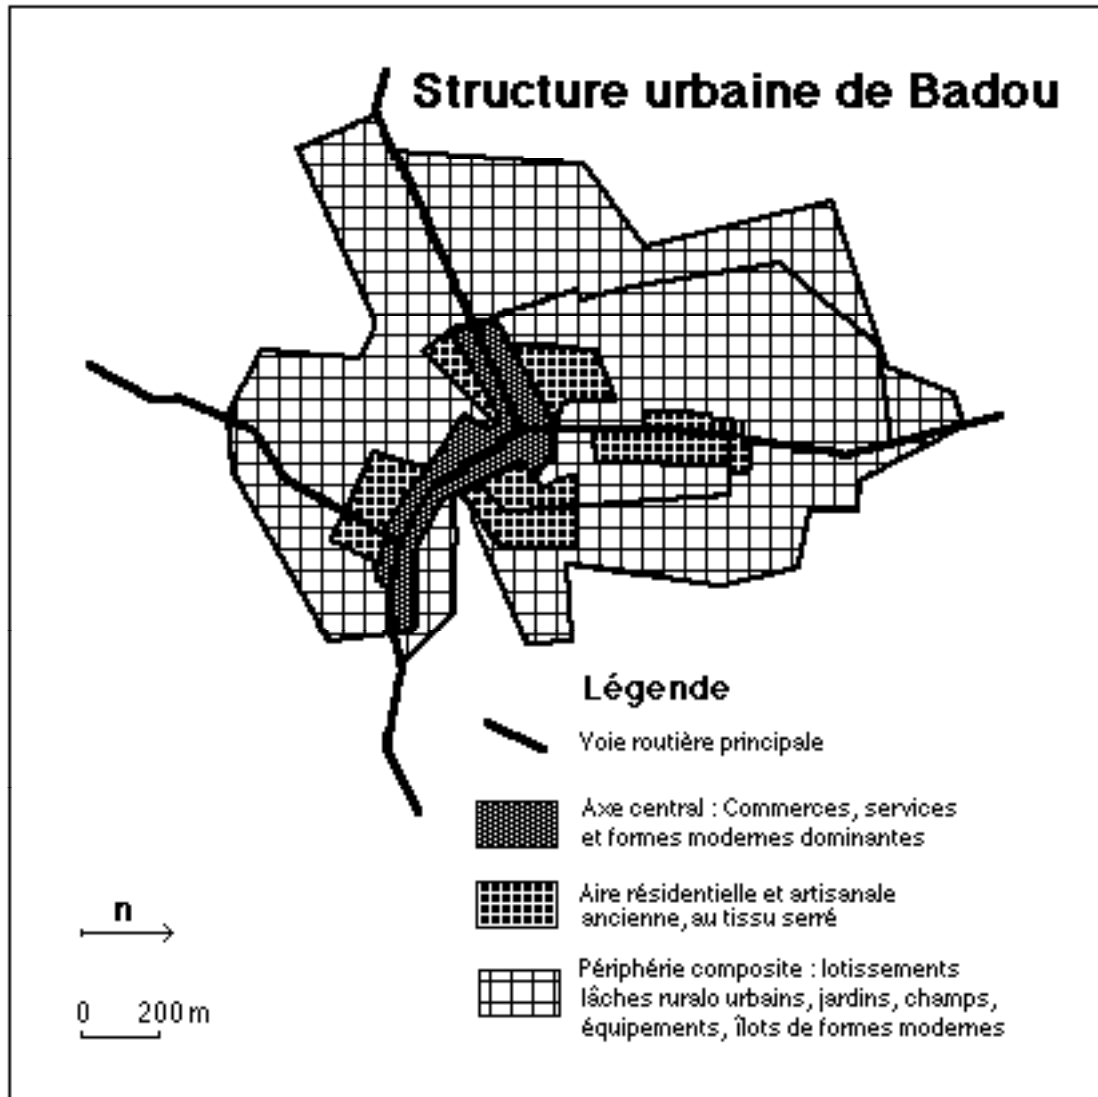 Structure urbaine de Badou
Légende
Voie routière principale
Axe central : Commerces, services
et formes modernes dominantes
Aire résidentielle et artisanale
ancienne, au tissu serré
Périphérie composite : lotissements
lâches ruralo urbains, jardins, champs,
équipements, îlots de formes modernes
n
0 200 m